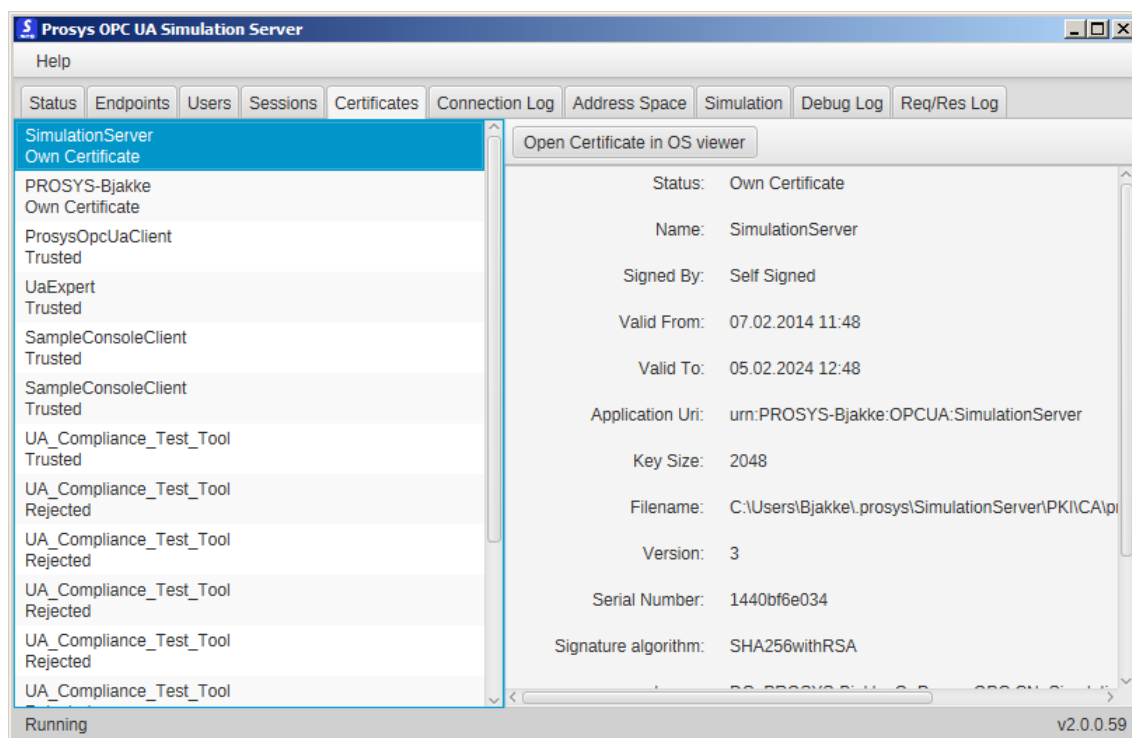 Prosys OPC UA Simulation Server
Help
Status Endpoints Users Sessions Certificates Connection Log Address Space Simulation Debug Log Req/Res Log
SimulationServer
Own Certificate
PROSYS-Bjakke
Own Certificate
ProsysOpcUaClient
Trusted
UaExpert
Trusted
SampleConsoleClient
Trusted
SampleConsoleClient
Trusted
UA_Compliance_Test_Tool
Trusted
UA_Compliance_Test_Tool
Rejected
UA_Compliance_Test_Tool
Rejected
UA_Compliance_Test_Tool
Rejected
UA_Compliance_Test_Tool
Rejected
UA_Compliance_Test_Tool
Open Certificate in OS viewer
Status: Own Certificate
Name: SimulationServer
Signed By: Self Signed
Valid From: 07.02.2014 11:48
Valid To: 05.02.2024 12:48
Application Uri: urn:PROSYS-Bjakke:OPCUA:SimulationServer
Key Size: 2048
Filename: C:\Users\Bjakke\.prosys\SimulationServer\PKI\CA\
Version: 3
Serial Number: 1440bf6e034
Signature algorithm: SHA256withRSA
Running v2.0.0.59